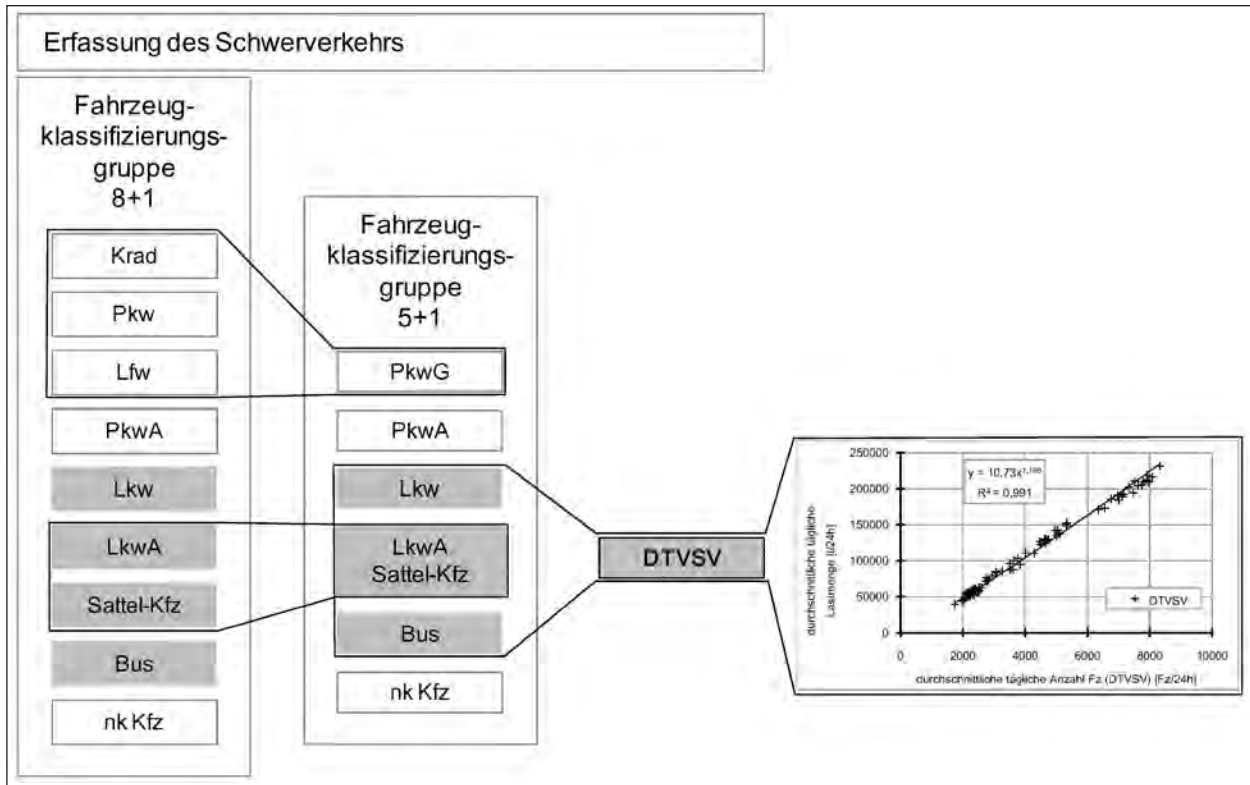 Erfassung des Schwerverkehrs
Fahrzeug-
klassifizierungs-
gruppe
8+1
Krad
Pkw
Lfw
PkwA
Lkw
LkwA
Sattel-Kfz
Bus
nk Kfz
Fahrzeug-
klassifizierungs-
gruppe
5+1
PkwG
PkwA
Lkw
LkwA
Sattel-Kfz
Bus
nk Kfz
DTVSV
durchschnittliche tägliche
Lastmenge [t/24h]
250000
200000
150000
100000
50000
0
R² = 0,991
DTVSV
0 2000 4000 6000 8000 10000
durchschnittliche tägliche Anzahl Fz (DTVSV) [Fz/24h]